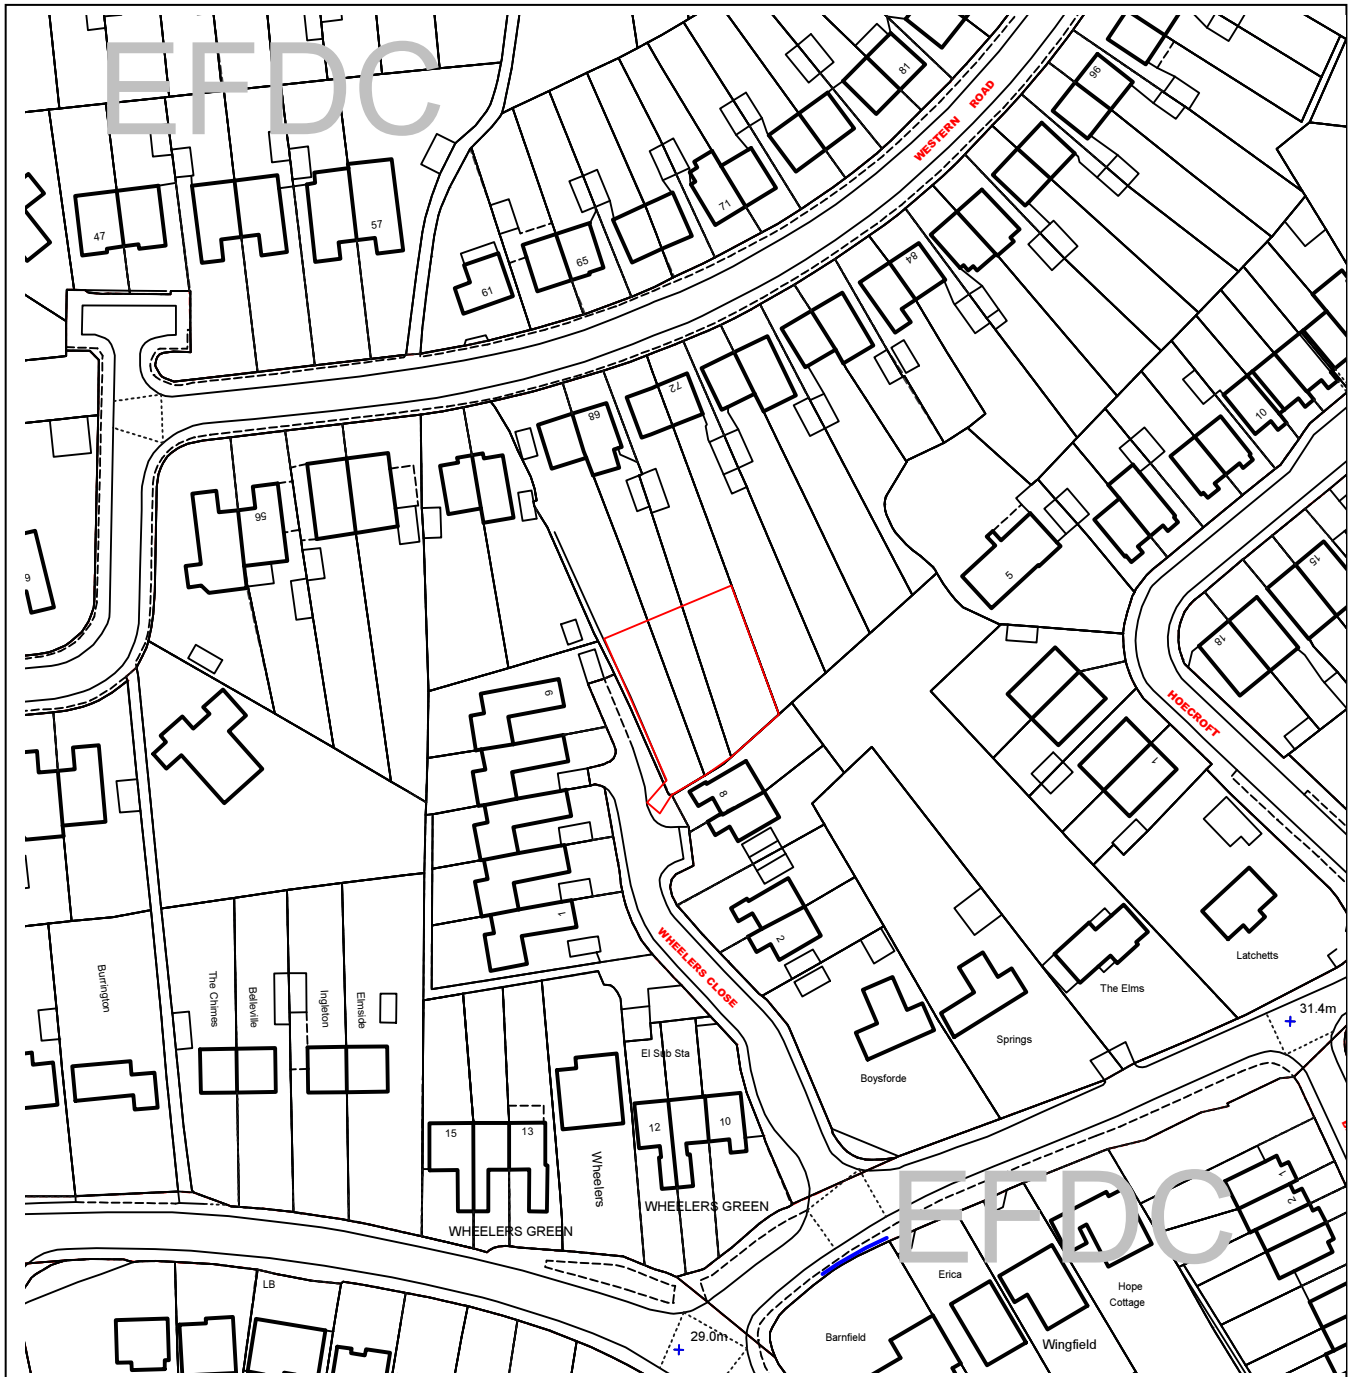 EFDC
81
96
WESTERN ROAD
47
57
71
65
61
84
72
68
10
56
5
15
9
18
6
HOECROFT
1
8
1
2
WHEELERS CLOSE
Latchetts
The Elms
Burrington
The Chimes
Belleville
Ingleton
Elmside
31.4m
Springs
El Sub Sta
Boysforde
15
13
12
10
Wheelers
WHEELERS GREEN
WHEELERS GREEN
EFDC
1
2
LB
Erica
Hope
Cottage
29.0m
Barnfield
Wingfield